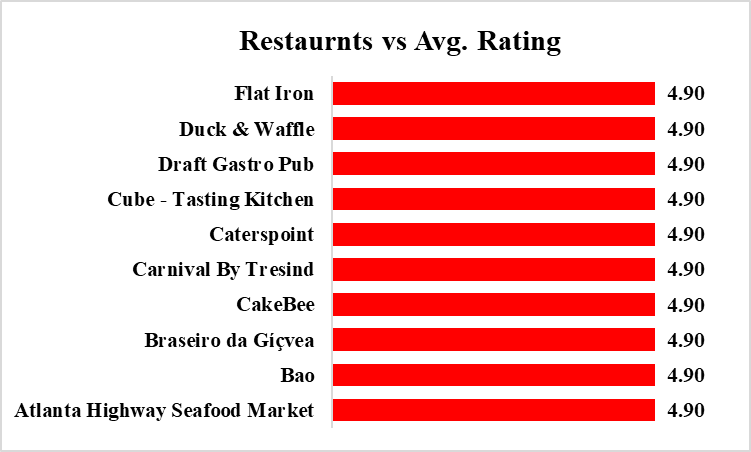 Restaurnts vs Avg. Rating
Flat Iron 4.90
Duck & Waffle 4.90
Draft Gastro Pub 4.90
Cube - Tasting Kitchen 4.90
Caterspoint 4.90
Carnival By Tresind 4.90
CakeBee 4.90
Braseiro da Gíçvea 4.90
Bao 4.90
Atlanta Highway Seafood Market 4.90